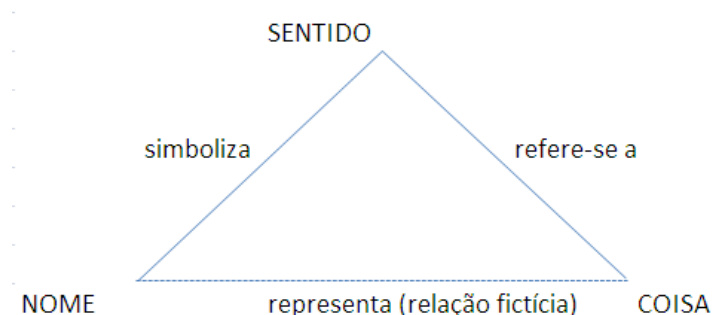 SENTIDO
simboliza
refere-se a
NOME
representa (relação fictícia)
COISA